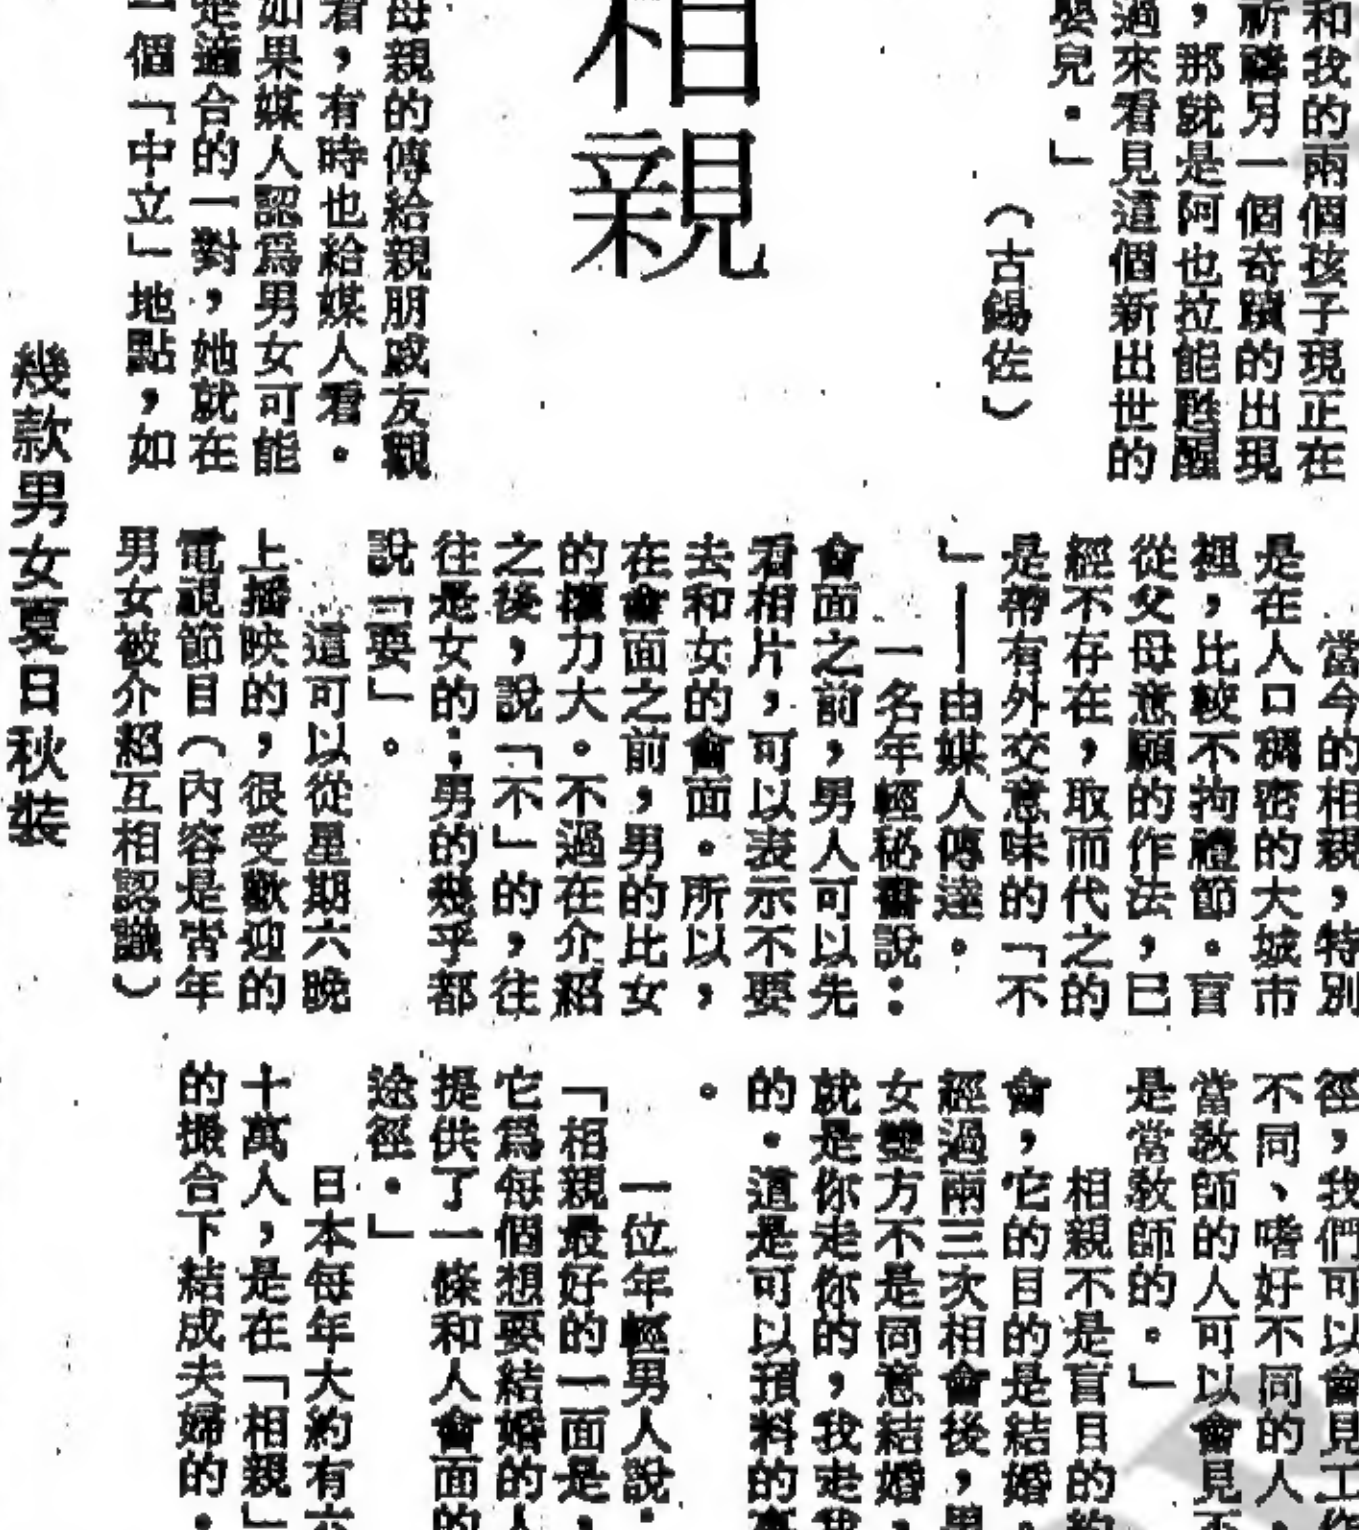 和我的兩個孩子現正在
祈禱另一個奇蹟的出現
，那就是阿也拉能甦醒
過來看見這個新出世的
嬰兒。」
（古錫佐）
相親
母親的傳給親朋戚友觀
看，有時也給媒人看。
如果媒人認爲男女可能
是適合的一對，她就在
一個「中立」地點，如
當今的相親，特別
是在人口稠密的大城市
裡，比較不拘禮節。盲
從父母意願的作法，已
經不存在，取而代之的
是帶有外交意味的「不
」——由媒人傳達。
一名年輕秘書說：
會面之前，男人可以先
看相片，可以表示不要
去和女的會面。所以，
在會面之前，男的比女
的權力大。不過在介紹
之後，說「不」的，往
往是女的；男的幾乎都
說「要」。
這可以從星期六晚
上播映的，很受歡迎的
電視節目（內容是靑年
男女被介紹互相認識）
徑，我們可以會見工作
不同、嗜好不同的人，
當教師的人可以會見不
是當教師的。」
相親不是盲目的約
會，它的目的是結婚。
經過兩三次相會後，男
女雙方不是同意結婚，
就是你走你的，我走我
的。這是可以預料的事
。
一位年輕男人說：
「相親最好的一面是，
它爲每個想要結婚的人
提供了一條和人會面的
途徑。」
日本每年大約有六
十萬人，是在「相親」
的撮合下結成夫婦的。
幾款男女夏日秋裝